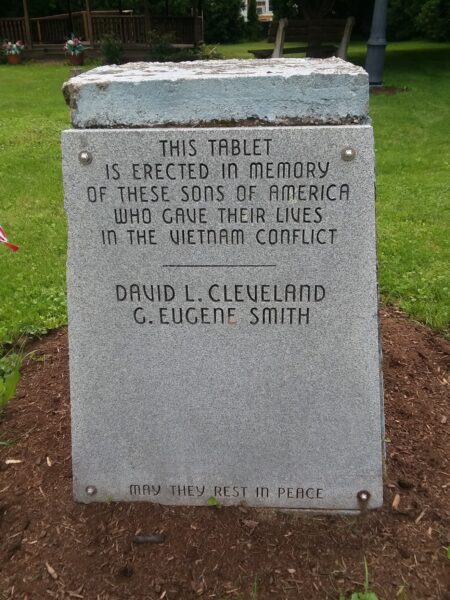 THIS TABLET
IS ERECTED IN MEMORY
OF THESE SONS OF AMERICA
WHO GAVE THEIR LIVES
IN THE VIETNAM CONFLICT
DAVID L. CLEVELAND
G. EUGENE SMITH
MAY THEY REST IN PEACE